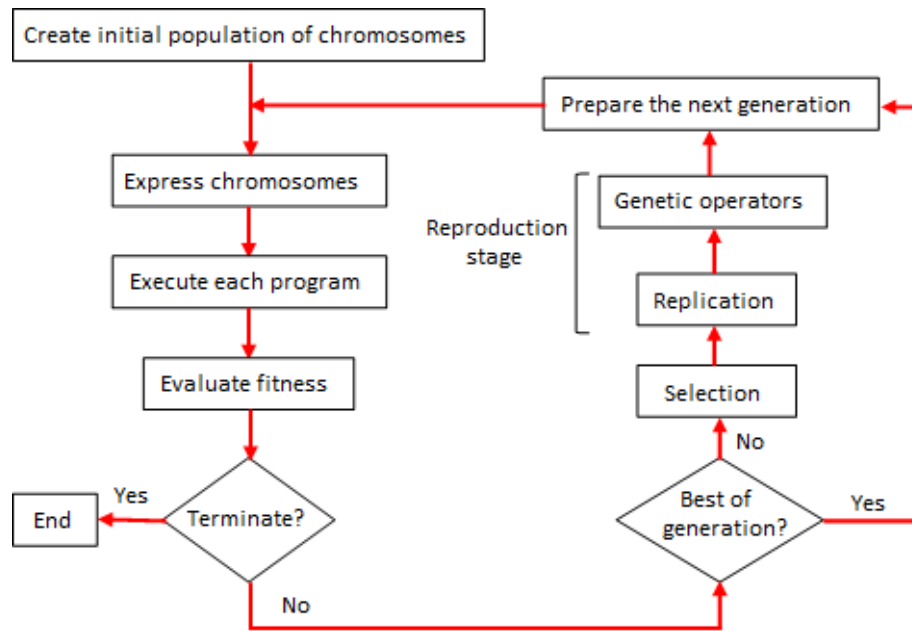 Create initial population of chromosomes
Prepare the next generation
Express chromosomes
Genetic operators
Reproduction
stage
Execute each program
Replication
Evaluate fitness
Selection
No
Yes
End
Terminate?
Best of
generation?
Yes
No